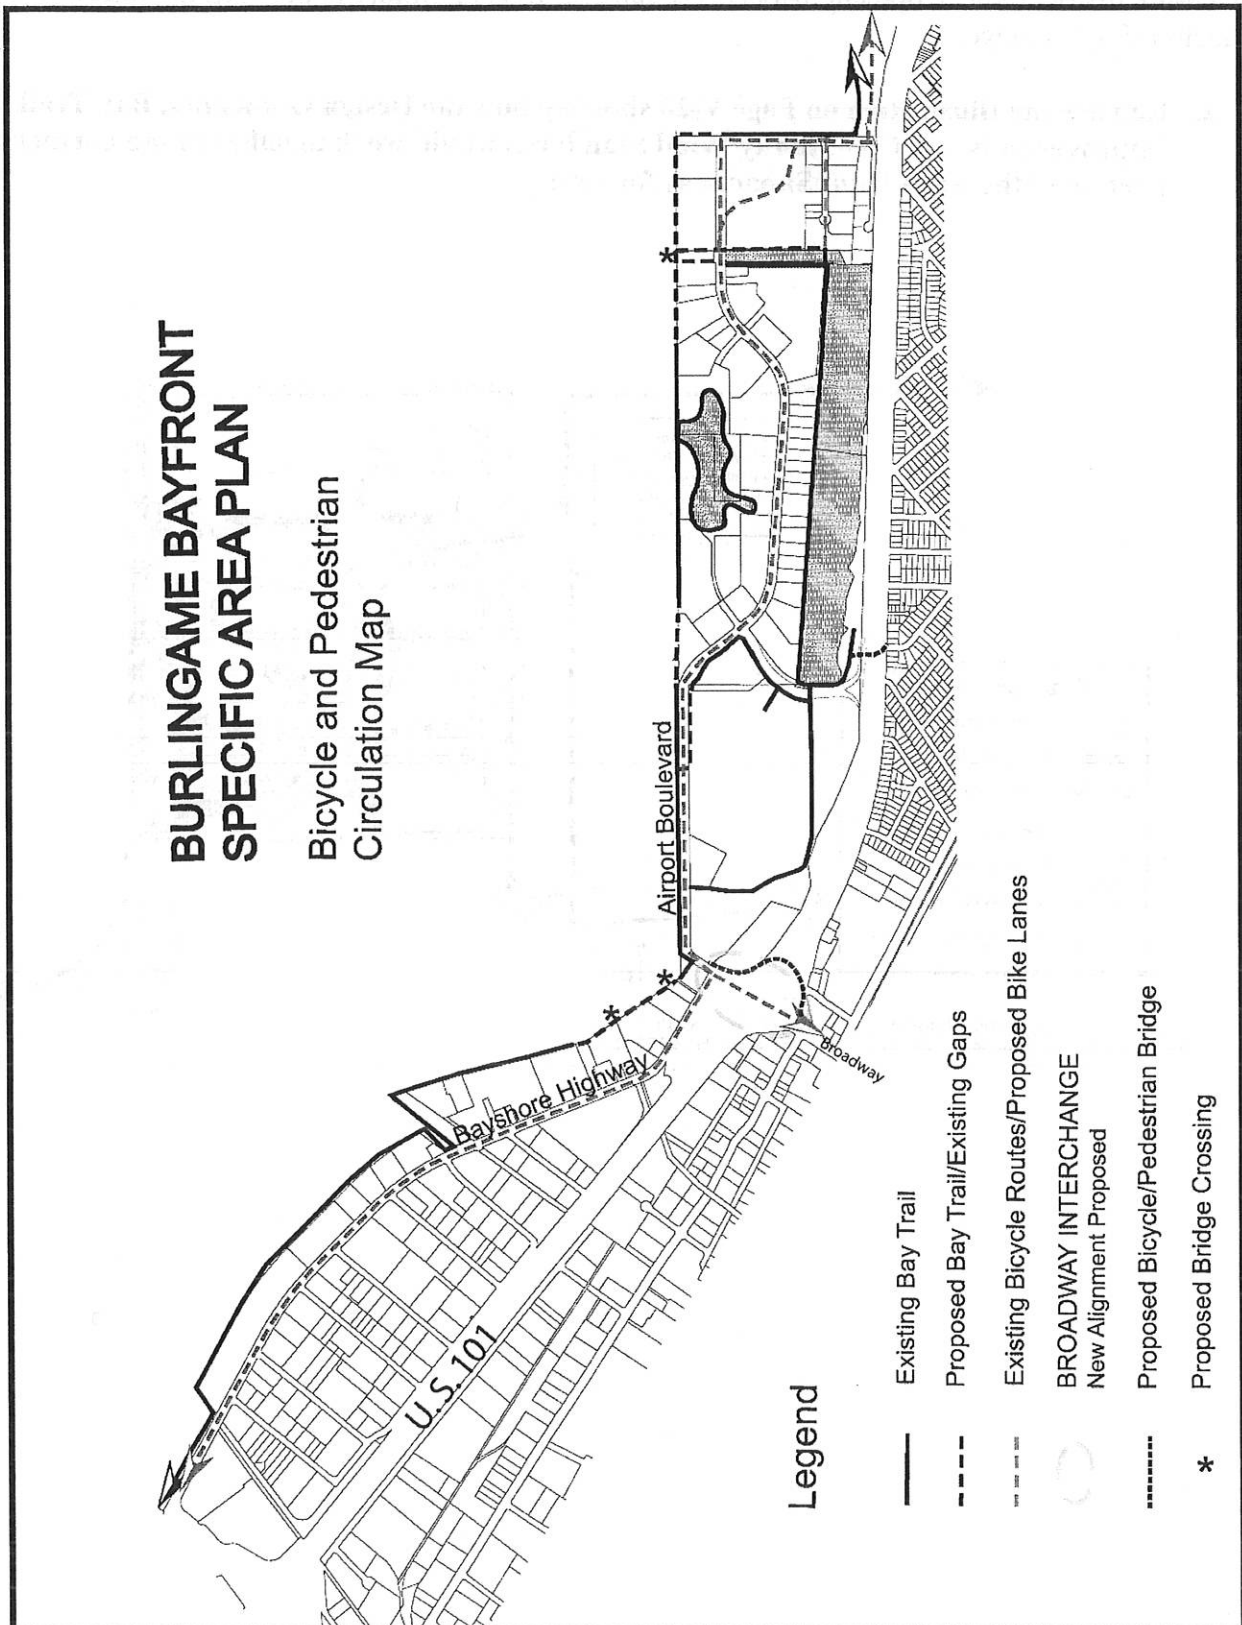 BURLINGAME BAYFRONT
SPECIFIC AREA PLAN
Bicycle and Pedestrian
Circulation Map
Airport Boulevard
Bayshore Highway
Broadway
U.S. 101
Legend
Existing Bay Trail
Proposed Bay Trail/Existing Gaps
Existing Bicycle Routes/Proposed Bike Lanes
BROADWAY INTERCHANGE
New Alignment Proposed
Proposed Bicycle/Pedestrian Bridge
* Proposed Bridge Crossing